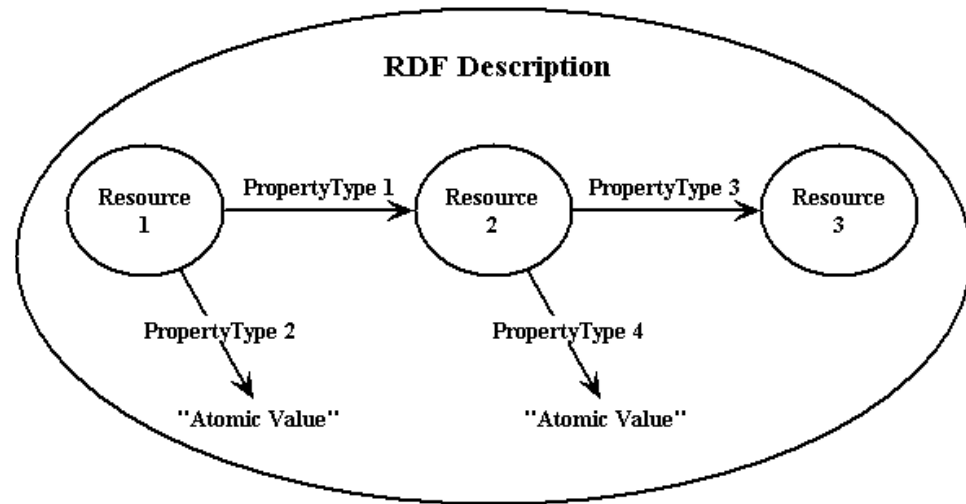 RDF Description
PropertyType 1
PropertyType 3
Resource
1
Resource
2
Resource
3
PropertyType 2
PropertyType 4
"Atomic Value"
"Atomic Value"